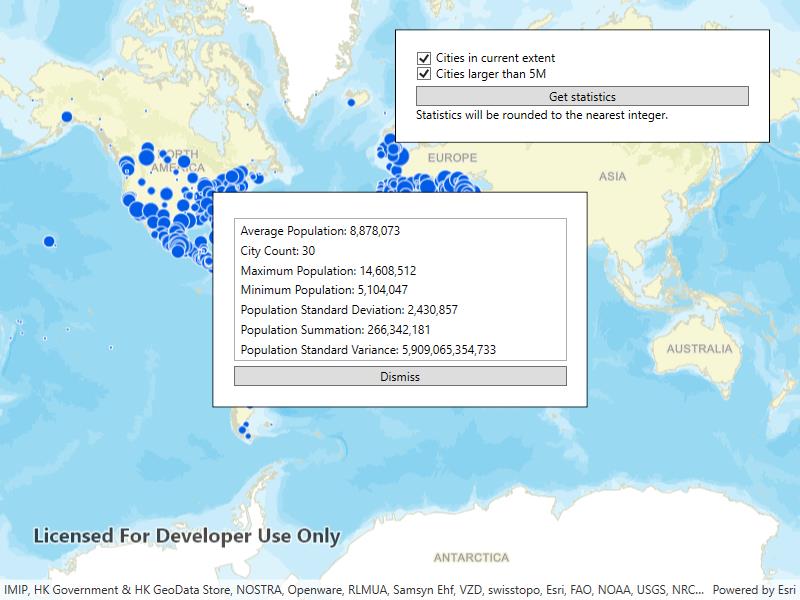 Cities in current extent
Cities larger than 5M
Get statistics
Statistics will be rounded to the nearest integer.
NORTH
AMERICA
EUROPE
ASIA
Average Population: 8,878,073
City Count: 30
Maximum Population: 14,608,512
Minimum Population: 5,104,047
Population Standard Deviation: 2,430,857
Population Summation: 266,342,181
Population Standard Variance: 5,909,065,354,733
Dismiss
AUSTRALIA
Licensed For Developer Use Only
ANTARCTICA
IMIP, HK Government & HK GeoData Store, NOSTRA, Openware, RLMUA, Samsyn Ehf, VZD, swisstopo, Esri, FAO, NOAA, USGS, NRC... Powered by Esri